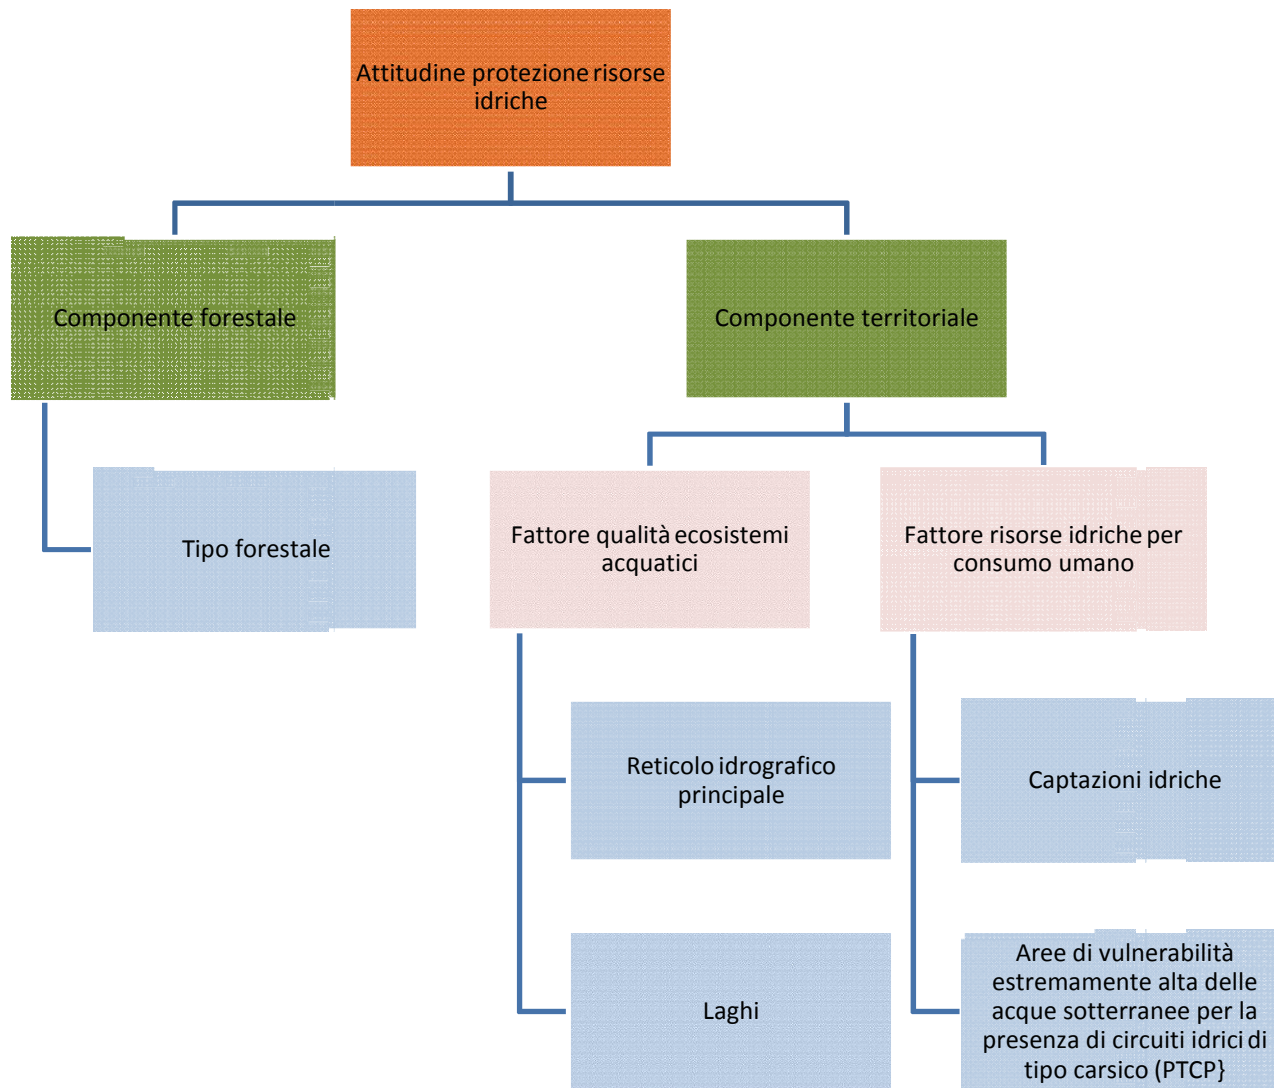 Attitudine protezione risorse
idriche
Componente forestale
Componente territoriale
Tipo forestale
Fattore qualità ecosistemi
acquatici
Fattore risorse idriche per
consumo umano
Reticolo idrografico
principale
Captazioni idriche
Laghi
Aree di vulnerabilità
estremamente alta delle
acque sotterranee per la
presenza di circuiti idrici di
tipo carsico (PTCP}